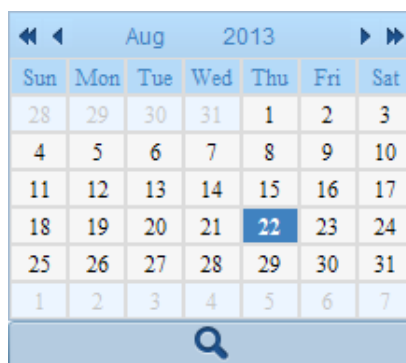 Aug 2013
Sun Mon Tue Wed Thu Fri Sat
28 29 30 31 1 2 3
4 5 6 7 8 9 10
11 12 13 14 15 16 17
18 19 20 21 22 23 24
25 26 27 28 29 30 31
1 2 3 4 5 6 7